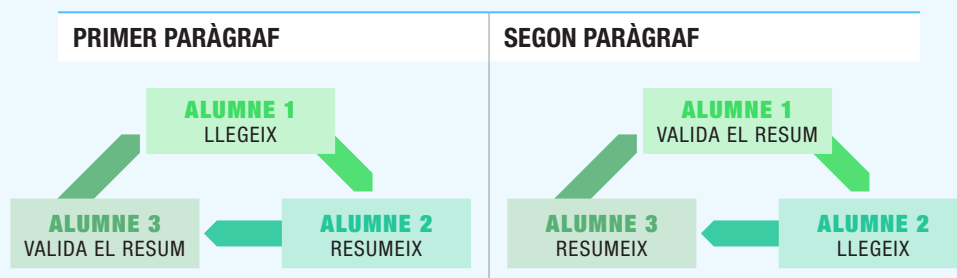 PRIMER PARÀGRAF
ALUMNE 1
LLEGEIX
ALUMNE 3
VALIDA EL RESUM
ALUMNE 2
RESUMEIX
SEGON PARÀGRAF
ALUMNE 1
VALIDA EL RESUM
ALUMNE 3
RESUMEIX
ALUMNE 2
LLEGEIX